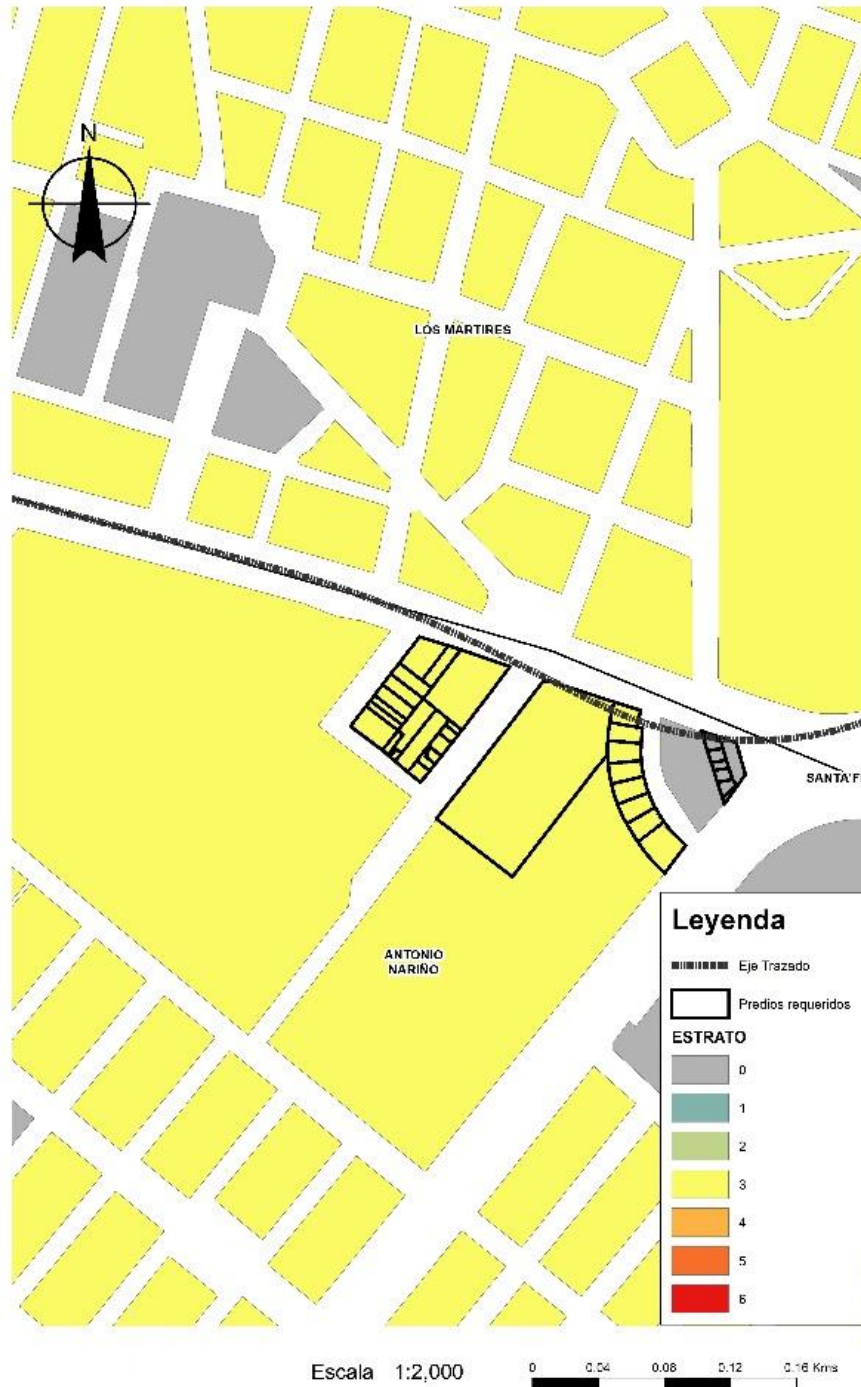 N
LOS MARTIRES
SANTA F
ANTONIO
NARIÑO
Leyenda
Eje Trazado
Predios requeridos
ESTRATO
0
1
2
3
4
5
6
Escala 1:2,000
0 0.04 0.08 0.12 0.16 Kms